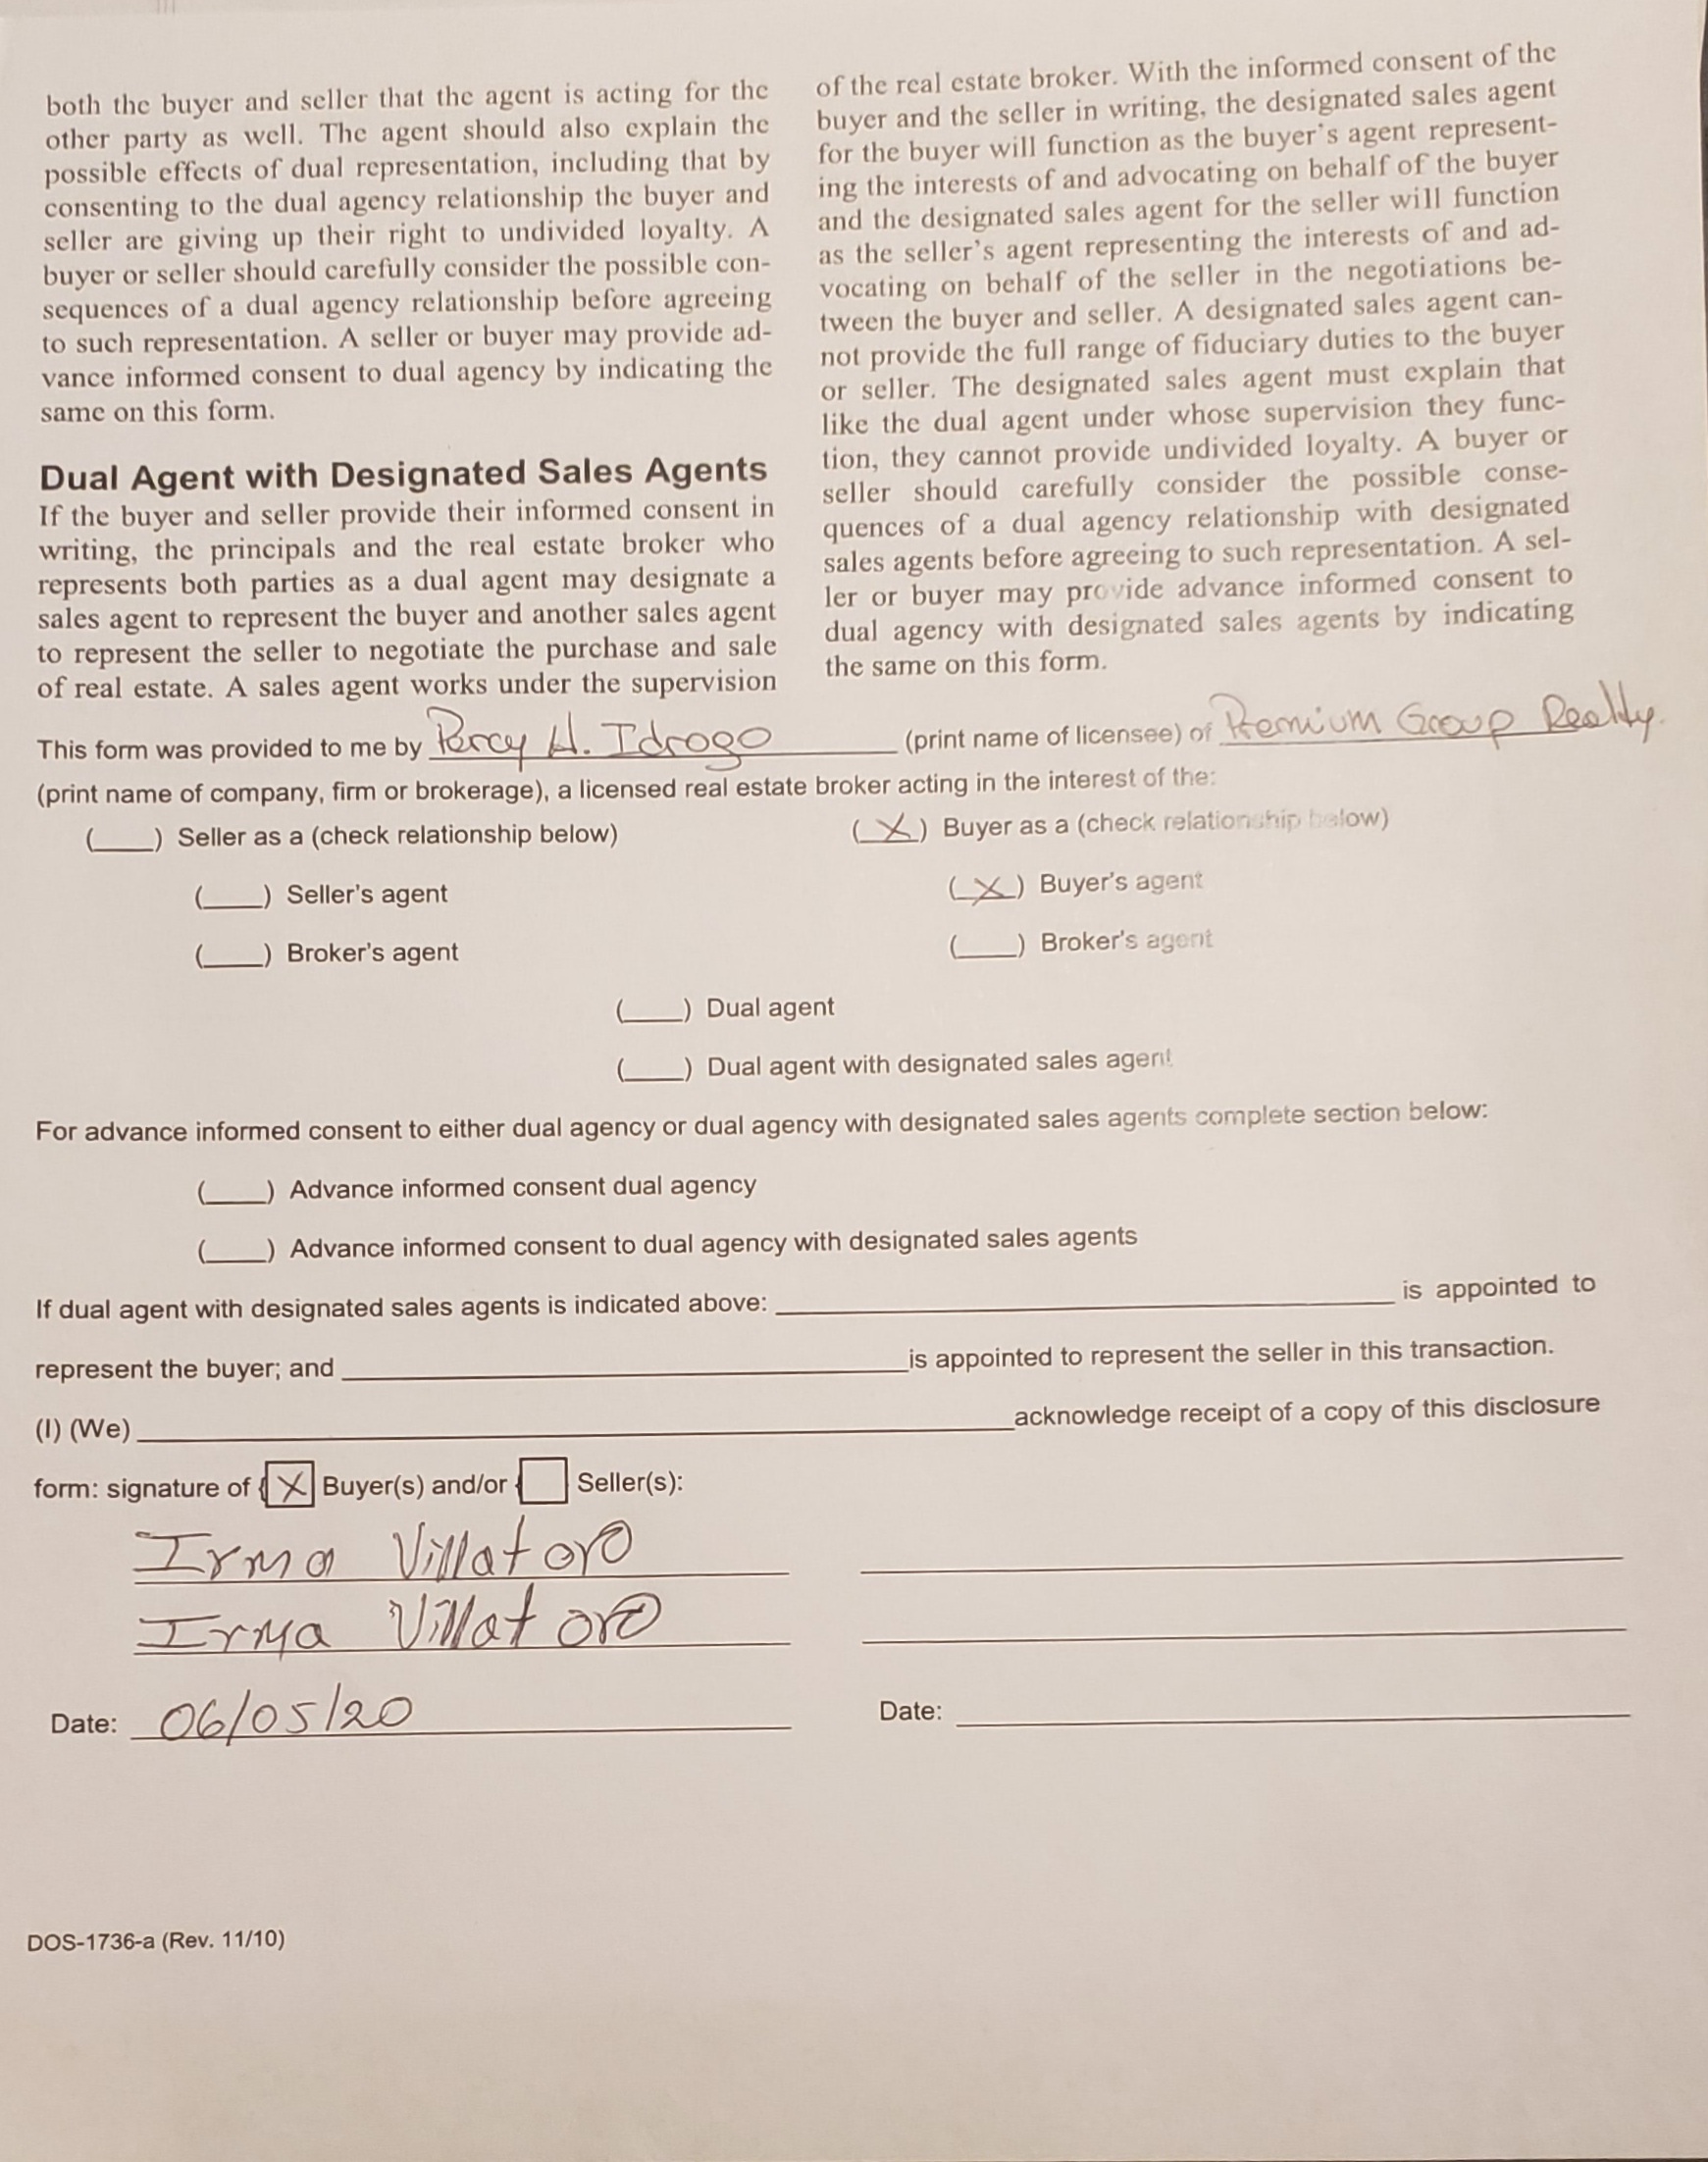 both the buyer and seller that the agent is acting for the
other party as well. The agent should also explain the
possible effects of dual representation, including that by
consenting to the dual agency relationship the buyer and
seller are giving up their right to undivided loyalty. A
buyer or seller should carefully consider the possible con-
sequences of a dual agency relationship before agreeing
to such representation. A seller or buyer may provide ad-
vance informed consent to dual agency by indicating the
same on this form.
Dual Agent with Designated Sales Agents
If the buyer and seller provide their informed consent in
writing, the principals and the real estate broker who
represents both parties as a dual agent may designate a
sales agent to represent the buyer and another sales agent
to represent the seller to negotiate the purchase and sale
of real estate. A sales agent works under the supervision
of the real estate broker. With the informed consent of the
buyer and the seller in writing, the designated sales agent
for the buyer will function as the buyer's agent represent-
ing the interests of and advocating on behalf of the buyer
and the designated sales agent for the seller will function
as the seller's agent representing the interests of and ad-
vocating on behalf of the seller in the negotiations be-
tween the buyer and seller. A designated sales agent can-
not provide the full range of fiduciary duties to the buyer
or seller. The designated sales agent must explain that
like the dual agent under whose supervision they func-
tion, they cannot provide undivided loyalty. A buyer or
seller should carefully consider the possible conse-
quences of a dual agency relationship with designated
sales agents before agreeing to such representation. A sel-
ler or buyer may provide advance informed consent to
dual agency with designated sales agents by indicating
the same on this form.
This form was provided to me by Percy H. Idrogo (print name of licensee) of Premium Group Realty.
(print name of company, firm or brokerage), a licensed real estate broker acting in the interest of the:
(____) Seller as a (check relationship below) (_X_) Buyer as a (check relationship below)
(____) Seller's agent (_X_) Buyer's agent
(____) Broker's agent (____) Broker's agent
(____) Dual agent
(____) Dual agent with designated sales agent
For advance informed consent to either dual agency or dual agency with designated sales agents complete section below:
(____) Advance informed consent dual agency
(____) Advance informed consent to dual agency with designated sales agents
If dual agent with designated sales agents is indicated above: ____ is appointed to
represent the buyer; and ____ is appointed to represent the seller in this transaction.
(I) (We) ____ acknowledge receipt of a copy of this disclosure
form: signature of { X Buyer(s) and/or { Seller(s):
Irma Villatoro
Irma Villatoro
Date: 06/05/20 Date:
DOS-1736-a (Rev. 11/10)